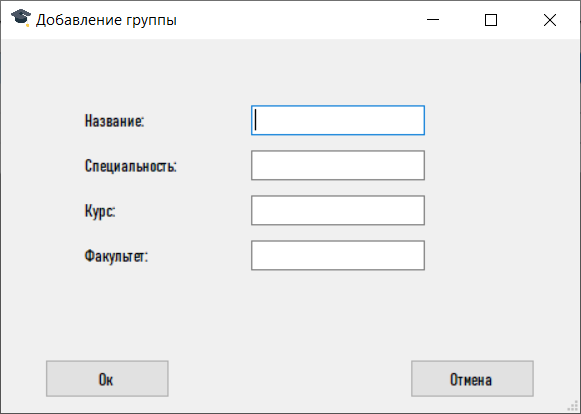 Добавление группы
Название:
Специальность:
Курс:
Факультет:
Ок
Отмена